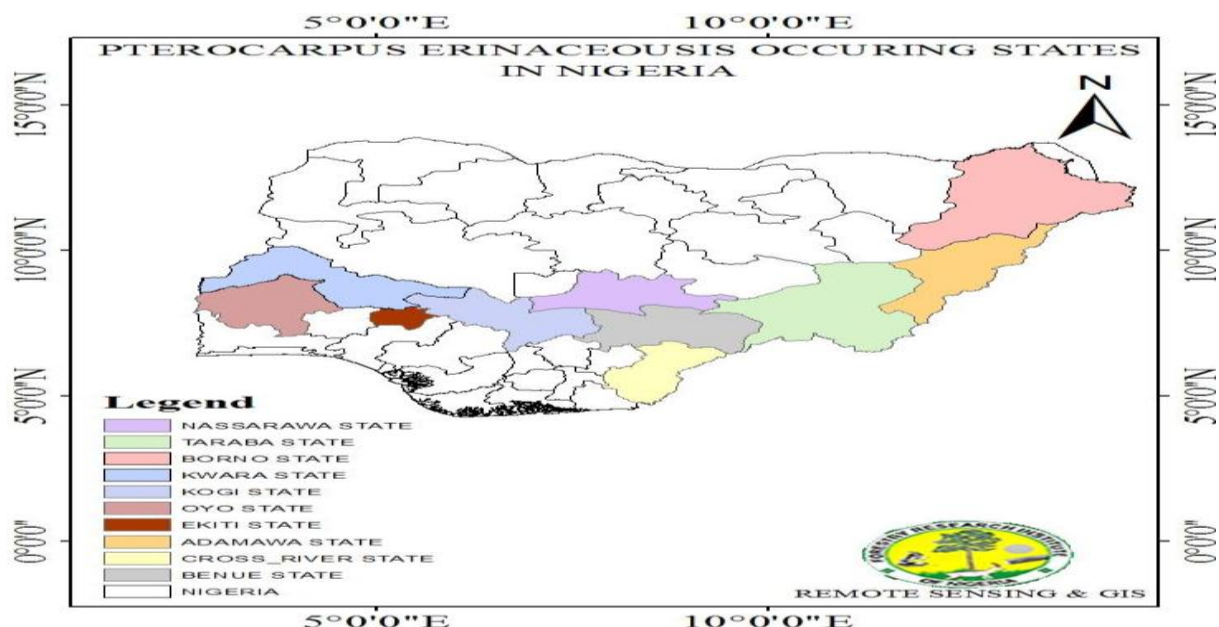 5°0'0"E 10°0'0"E
PTEROCARPUS ERINACEOUSIS OCCURING STATES
IN NIGERIA
N
15°0'0"N 15°0'0"N
10°0'0"N 10°0'0"N
5°0'0"N 5°0'0"N
0°0'0" 0°0'0"
Legend
NASSARAWA STATE
TARABA STATE
BORNO STATE
KWARA STATE
KOGI STATE
OYO STATE
EKITI STATE
ADAMAWA STATE
CROSS_RIVER STATE
BENUE STATE
NIGERIA
FORESTRY RESEARCH INSTITUTE
OF NIGERIA
REMOTE SENSING & GIS
5°0'0"E 10°0'0"E